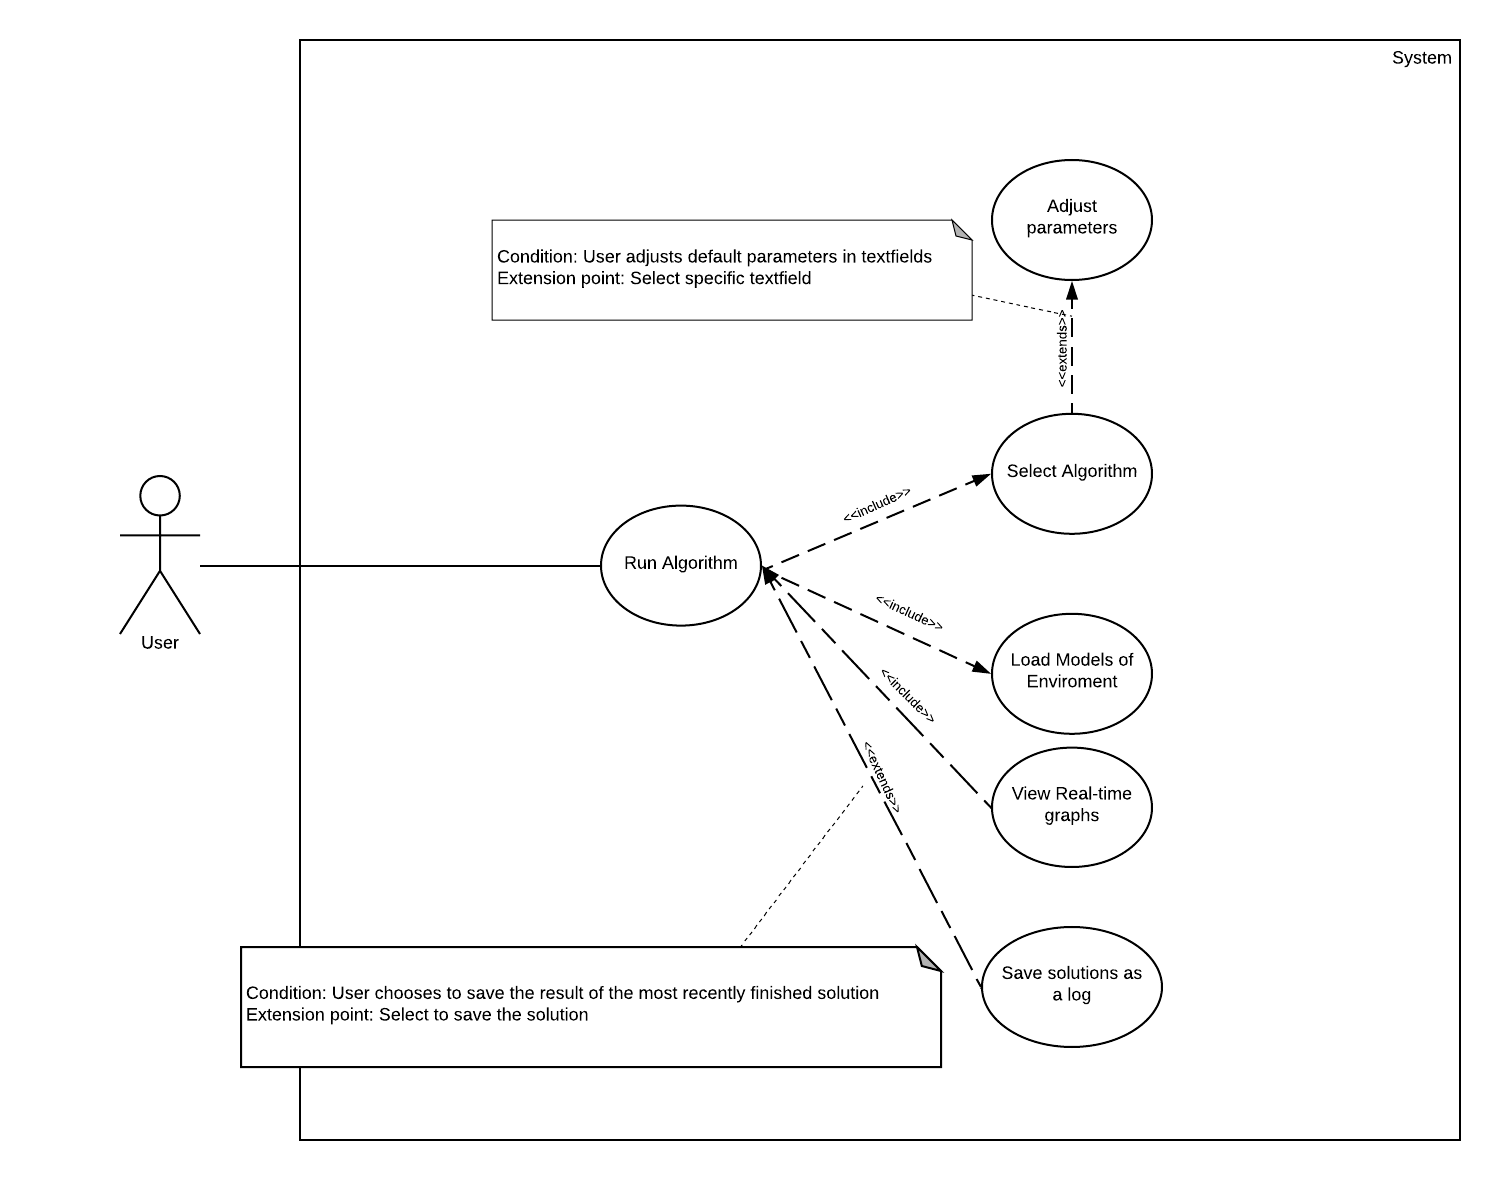 System
Adjust
parameters
Condition: User adjusts default parameters in textfields
Extension point: Select specific textfield
<<extends>>
Select Algorithm
<<include>>
Run Algorithm
<<include>>
User
Load Models of
Enviroment
<<include>>
<<extends>>
View Real-time
graphs
Save solutions as
a log
Condition: User chooses to save the result of the most recently finished solution
Extension point: Select to save the solution